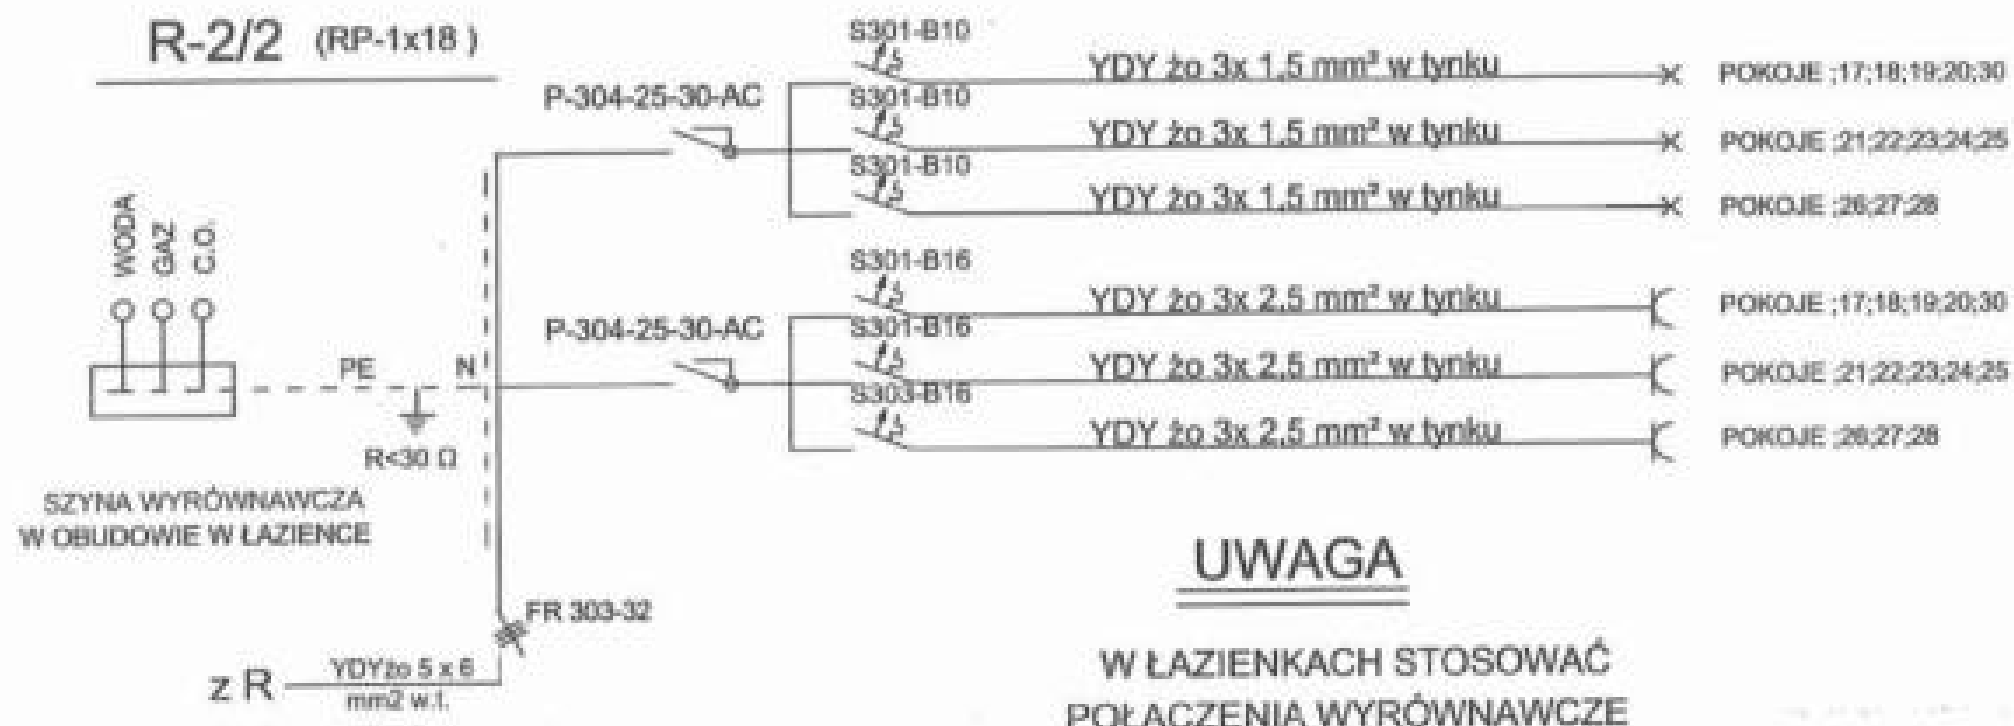 R-2/2 (RP-1x18 )
S301-B10
YDY żo 3x 1,5 mm² w tynku
POKOJE ;17;18;19;20;30
P-304-25-30-AC
S301-B10
YDY żo 3x 1,5 mm² w tynku
POKOJE ;21;22;23;24;25
S301-B10
YDY żo 3x 1,5 mm² w tynku
POKOJE ;26;27;28
WODA
GAZ
C.O.
S301-B16
YDY żo 3x 2,5 mm² w tynku
POKOJE ;17;18;19;20;30
P-304-25-30-AC
S301-B16
YDY żo 3x 2,5 mm² w tynku
POKOJE ;21;22;23;24;25
PE N
S303-B16
YDY żo 3x 2,5 mm² w tynku
POKOJE ;26;27;28
R<30 Ω
SZYNA WYRÓWNAWCZA
W OBUDOWIE W ŁAZIENCE
UWAGA
FR 303-32
z R
YDYżo 5 x 6
mm2 w.t.
W ŁAZIENKACH STOSOWAĆ
POŁĄCZENIA WYRÓWNAWCZE